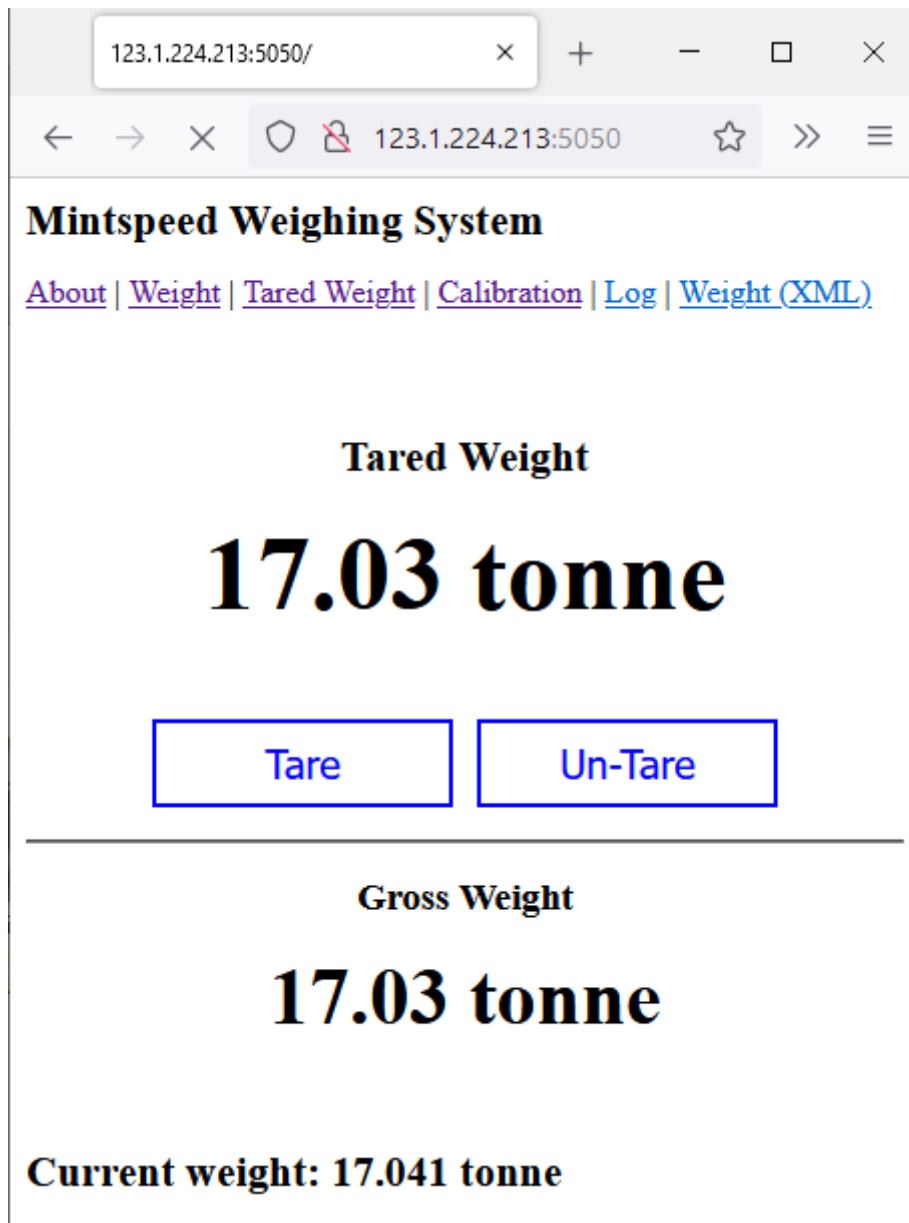 123.1.224.213:5050/
123.1.224.213:5050
Mintspeed Weighing System
About | Weight | Tared Weight | Calibration | Log | Weight (XML)
Tared Weight
17.03 tonne
Tare Un-Tare
Gross Weight
17.03 tonne
Current weight: 17.041 tonne